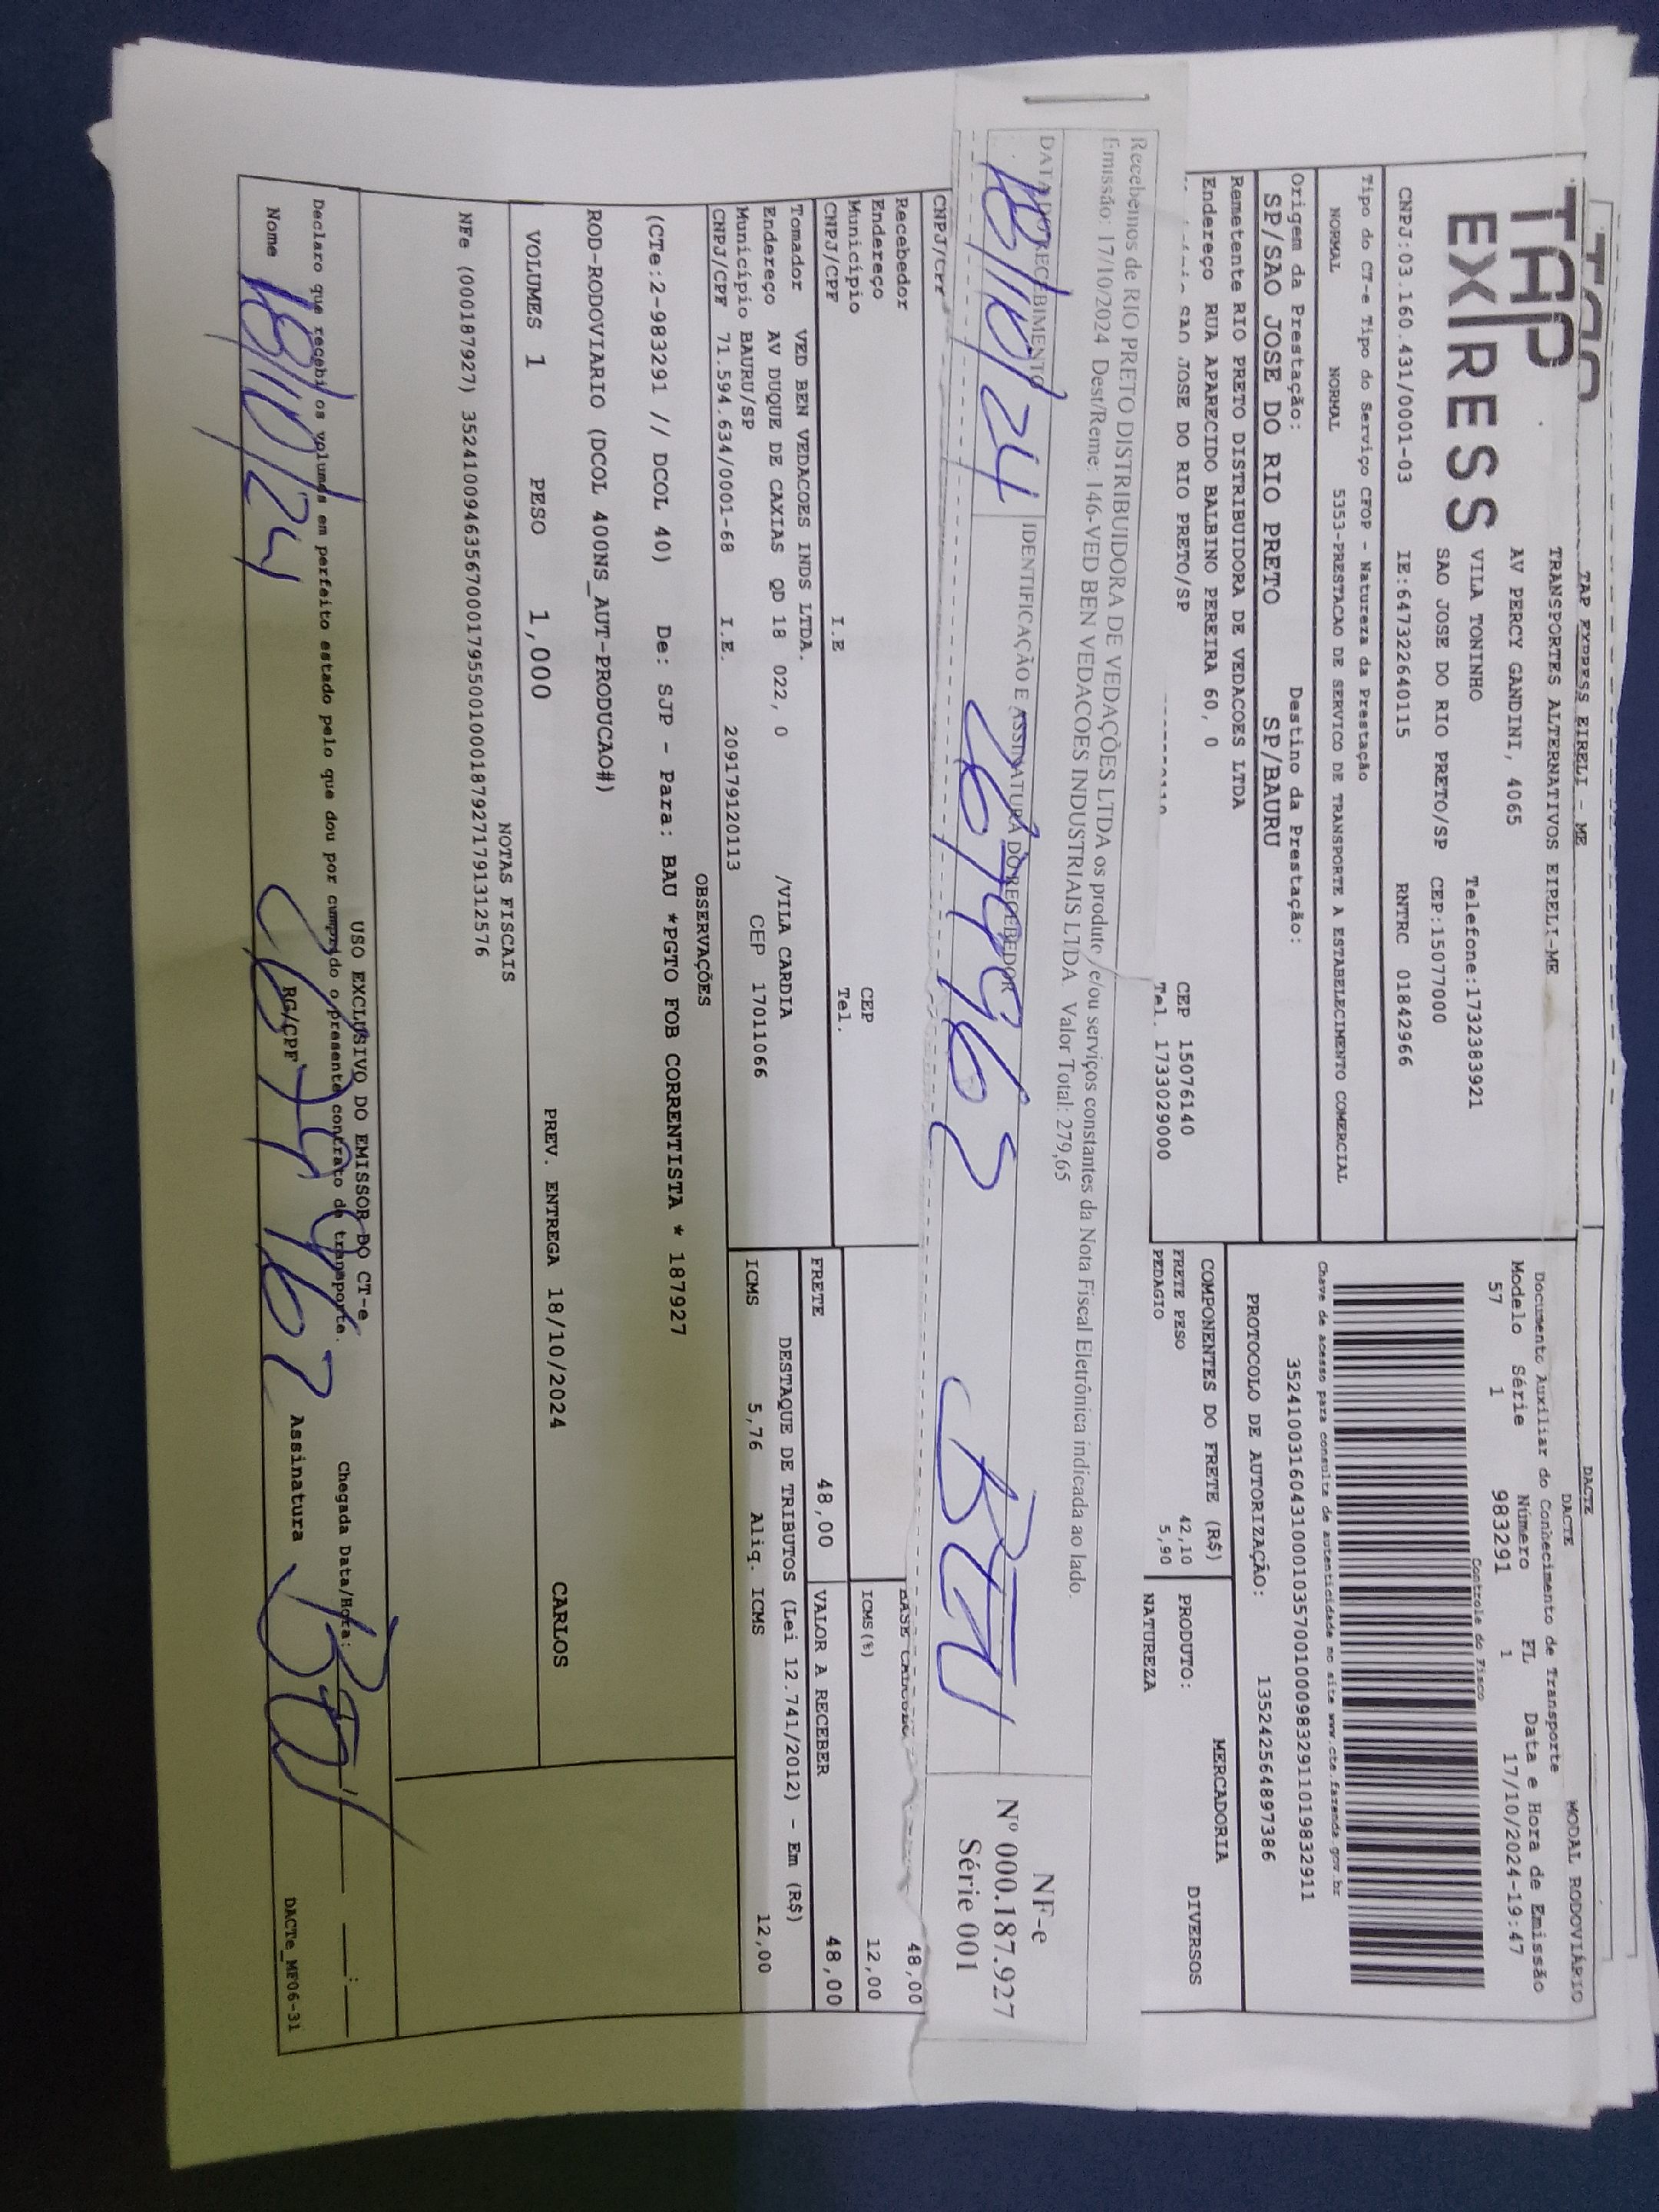 TAP EXPRESS EIRELI - ME
DACTE
TAP EXPRESS
TRANSPORTES ALTERNATIVOS EIRELI-ME
AV PERCY GANDINI, 4065
VILA TONINHO Telefone:1732383921
SAO JOSE DO RIO PRETO/SP CEP:15077000
CNPJ:03.160.431/0001-03 IE:647322640115 RNTRC 01842966
DACTE MODAL RODOVIÁRIO
Documento Auxiliar do Conhecimento de Transporte
Modelo Série Número FL Data e Hora de Emissão
57 1 983291 1 17/10/2024-19:47
Controle do Fisco
Tipo do CT-e Tipo do Serviço CFOP - Natureza da Prestação
NORMAL NORMAL 5353-PRESTACAO DE SERVICO DE TRANSPORTE A ESTABELECIMENTO COMERCIAL
Chave de acesso para consulta de autenticidade no site www.cte.fazenda.gov.br
35241003160431000103570010009832911019832911
Origem da Prestação: Destino da Prestação:
SP/SAO JOSE DO RIO PRETO SP/BAURU
PROTOCOLO DE AUTORIZAÇÃO: 135242564897386
Remetente RIO PRETO DISTRIBUIDORA DE VEDACOES LTDA
Endereço RUA APARECIDO BALBINO PEREIRA 60, 0 CEP 15076140
SAO JOSE DO RIO PRETO/SP Tel. 1733029000
COMPONENTES DO FRETE (R$) MERCADORIA
FRETE PESO 42,10 PRODUTO: DIVERSOS
PEDAGIO 5,90 NATUREZA
Recebemos de RIO PRETO DISTRIBUIDORA DE VEDAÇÕES LTDA os produto e/ou serviços constantes da Nota Fiscal Eletrônica indicada ao lado.
Emissão: 17/10/2024 Dest/Reme: 146-VED BEN VEDACOES INDUSTRIAIS LTDA Valor Total: 279,65
DATA DO RECEBIMENTO IDENTIFICAÇÃO E ASSINATURA DO RECEBEDOR
18/10/24
NF-e
Nº 000.187.927
Série 001
CNPJ/CPF
BASE CALCULO 48,00
Recebedor
Endereço CEP
Município Tel.
CNPJ/CPF I.E
ICMS(%) 12,00
FRETE 48,00 VALOR A RECEBER 48,00
Tomador VED BEN VEDACOES INDS LTDA.
Endereço AV DUQUE DE CAXIAS QD 18 022, 0 /VILA CARDIA
Município BAURU/SP CEP 17011066
CNPJ/CPF 71.594.634/0001-68 I.E. 209179120113
DESTAQUE DE TRIBUTOS (Lei 12.741/2012) - Em (R$)
ICMS 5,76 Aliq. ICMS 12,00
OBSERVAÇÕES
(CTe:2-983291 // DCOL 40) De: SJP - Para: BAU *PGTO FOB CORRENTISTA * 187927
ROD-RODOVIARIO (DCOL 400NS_AUT-PRODUCAO#)
VOLUMES 1 PESO 1,000 PREV. ENTREGA 18/10/2024 CARLOS
NOTAS FISCAIS
NFe (000187927) 35241009463567000179550010001879271791312576
USO EXCLUSIVO DO EMISSOR DO CT-e
Declaro que recebi os volumes em perfeito estado pelo que dou por cumprido o presente contrato de transporte. Chegada Data/Hora:
Nome 18/10/24 RG/CPF Assinatura
DACTe_MF06-31